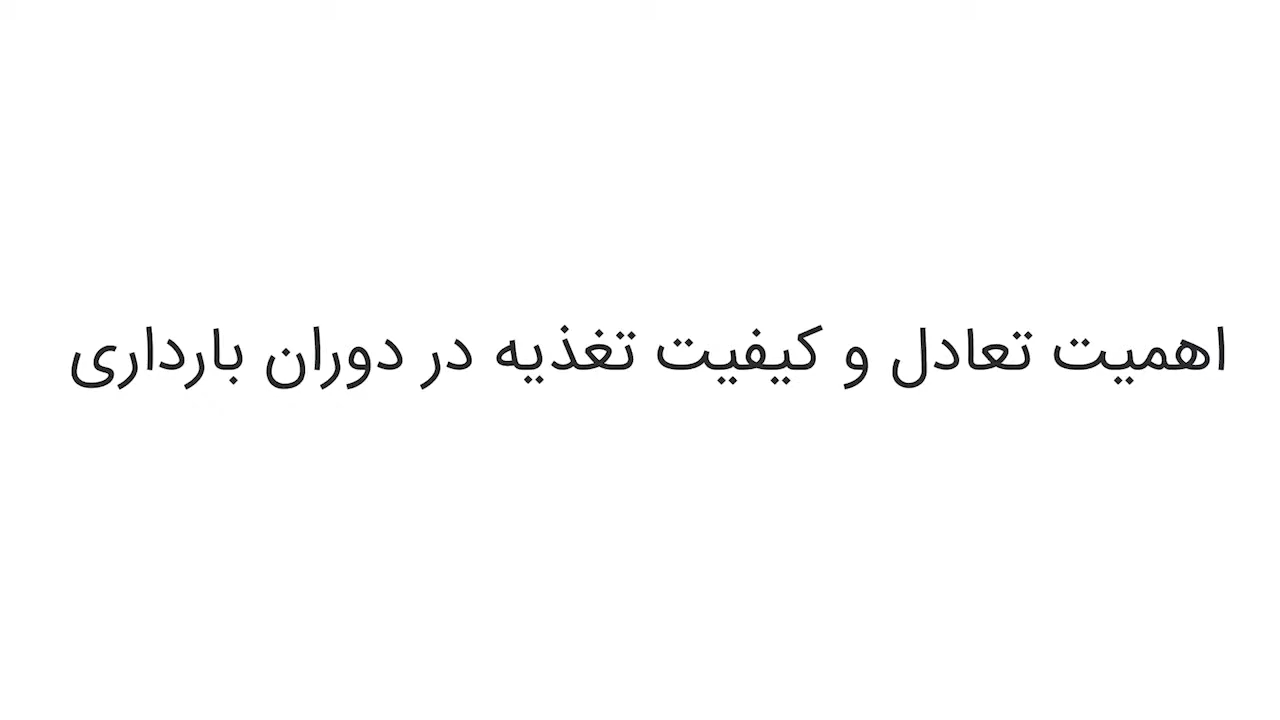 اهمیت تعادل و کیفیت تغذیه در دوران بارداری